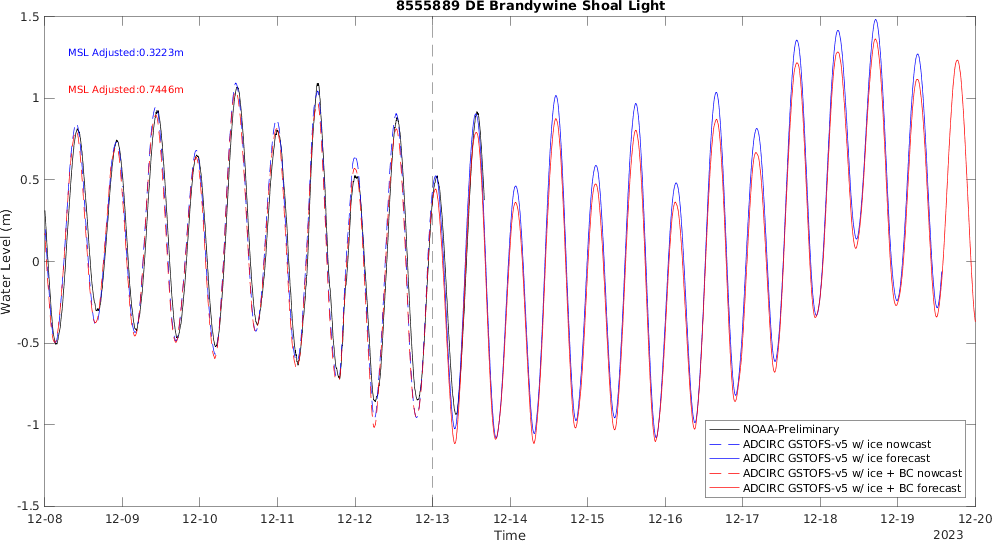 8555889 DE Brandywine Shoal Light
MSL Adjusted:0.3223m
MSL Adjusted:0.7446m
Water Level (m)
1.5
1
0.5
0
-0.5
-1
-1.5
NOAA-Preliminary
ADCIRC GSTOFS-v5 w/ ice nowcast
ADCIRC GSTOFS-v5 w/ ice forecast
ADCIRC GSTOFS-v5 w/ ice + BC nowcast
ADCIRC GSTOFS-v5 w/ ice + BC forecast
12-08 12-09 12-10 12-11 12-12 12-13 12-14 12-15 12-16 12-17 12-18 12-19 12-20
Time
2023